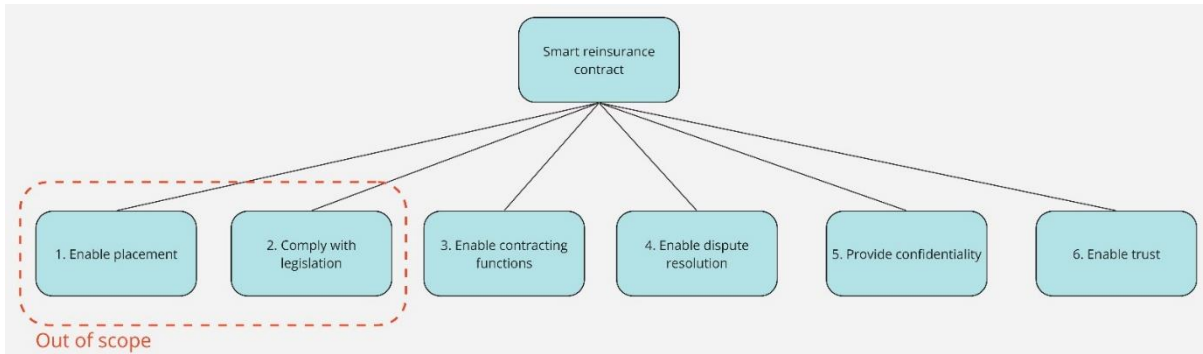 Smart reinsurance
contract
1. Enable placement
2. Comply with
legislation
3. Enable contracting
functions
4. Enable dispute
resolution
5. Provide confidentiality
6. Enable trust
Out of scope